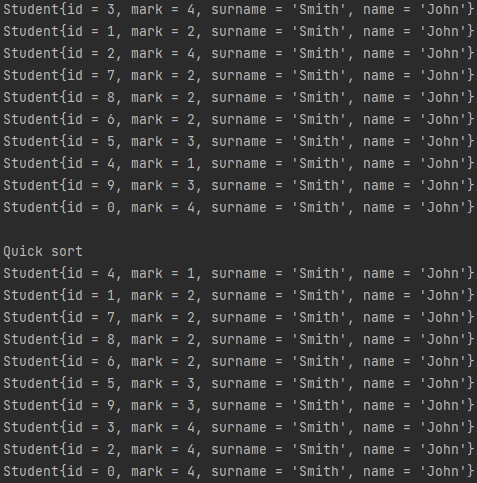 Student{id = 3, mark = 4, surname = 'Smith', name = 'John'}
Student{id = 1, mark = 2, surname = 'Smith', name = 'John'}
Student{id = 2, mark = 4, surname = 'Smith', name = 'John'}
Student{id = 7, mark = 2, surname = 'Smith', name = 'John'}
Student{id = 8, mark = 2, surname = 'Smith', name = 'John'}
Student{id = 6, mark = 2, surname = 'Smith', name = 'John'}
Student{id = 5, mark = 3, surname = 'Smith', name = 'John'}
Student{id = 4, mark = 1, surname = 'Smith', name = 'John'}
Student{id = 9, mark = 3, surname = 'Smith', name = 'John'}
Student{id = 0, mark = 4, surname = 'Smith', name = 'John'}

Quick sort
Student{id = 4, mark = 1, surname = 'Smith', name = 'John'}
Student{id = 1, mark = 2, surname = 'Smith', name = 'John'}
Student{id = 7, mark = 2, surname = 'Smith', name = 'John'}
Student{id = 8, mark = 2, surname = 'Smith', name = 'John'}
Student{id = 6, mark = 2, surname = 'Smith', name = 'John'}
Student{id = 5, mark = 3, surname = 'Smith', name = 'John'}
Student{id = 9, mark = 3, surname = 'Smith', name = 'John'}
Student{id = 3, mark = 4, surname = 'Smith', name = 'John'}
Student{id = 2, mark = 4, surname = 'Smith', name = 'John'}
Student{id = 0, mark = 4, surname = 'Smith', name = 'John'}